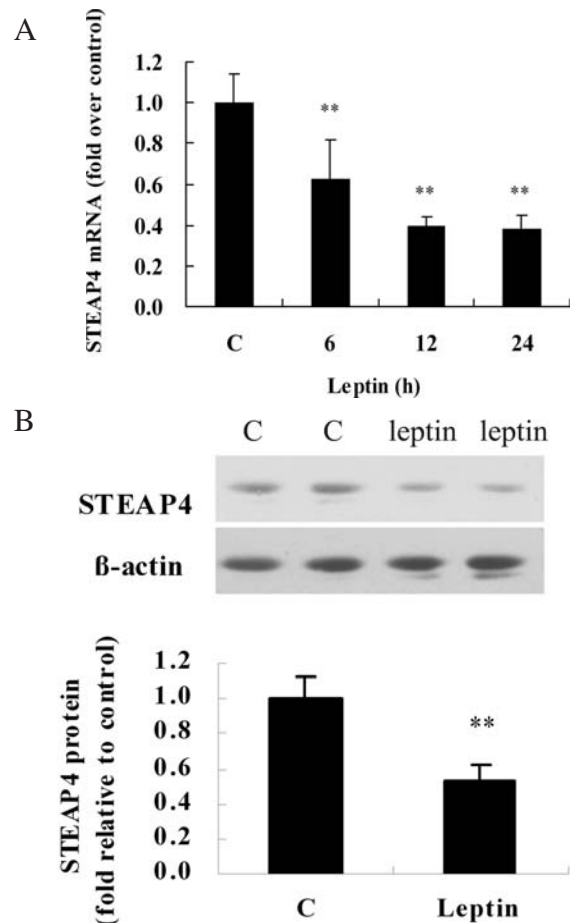 A
STEAP4 mRNA (fold over control)
1.2
1.0
0.8
0.6
0.4
0.2
0.0
**
**
**
C 6 12 24
Leptin (h)
B
C C leptin leptin
STEAP4
ß-actin
STEAP4 protein
(fold relative to control)
1.2
1.0
0.8
0.6
0.4
0.2
0.0
**
C Leptin